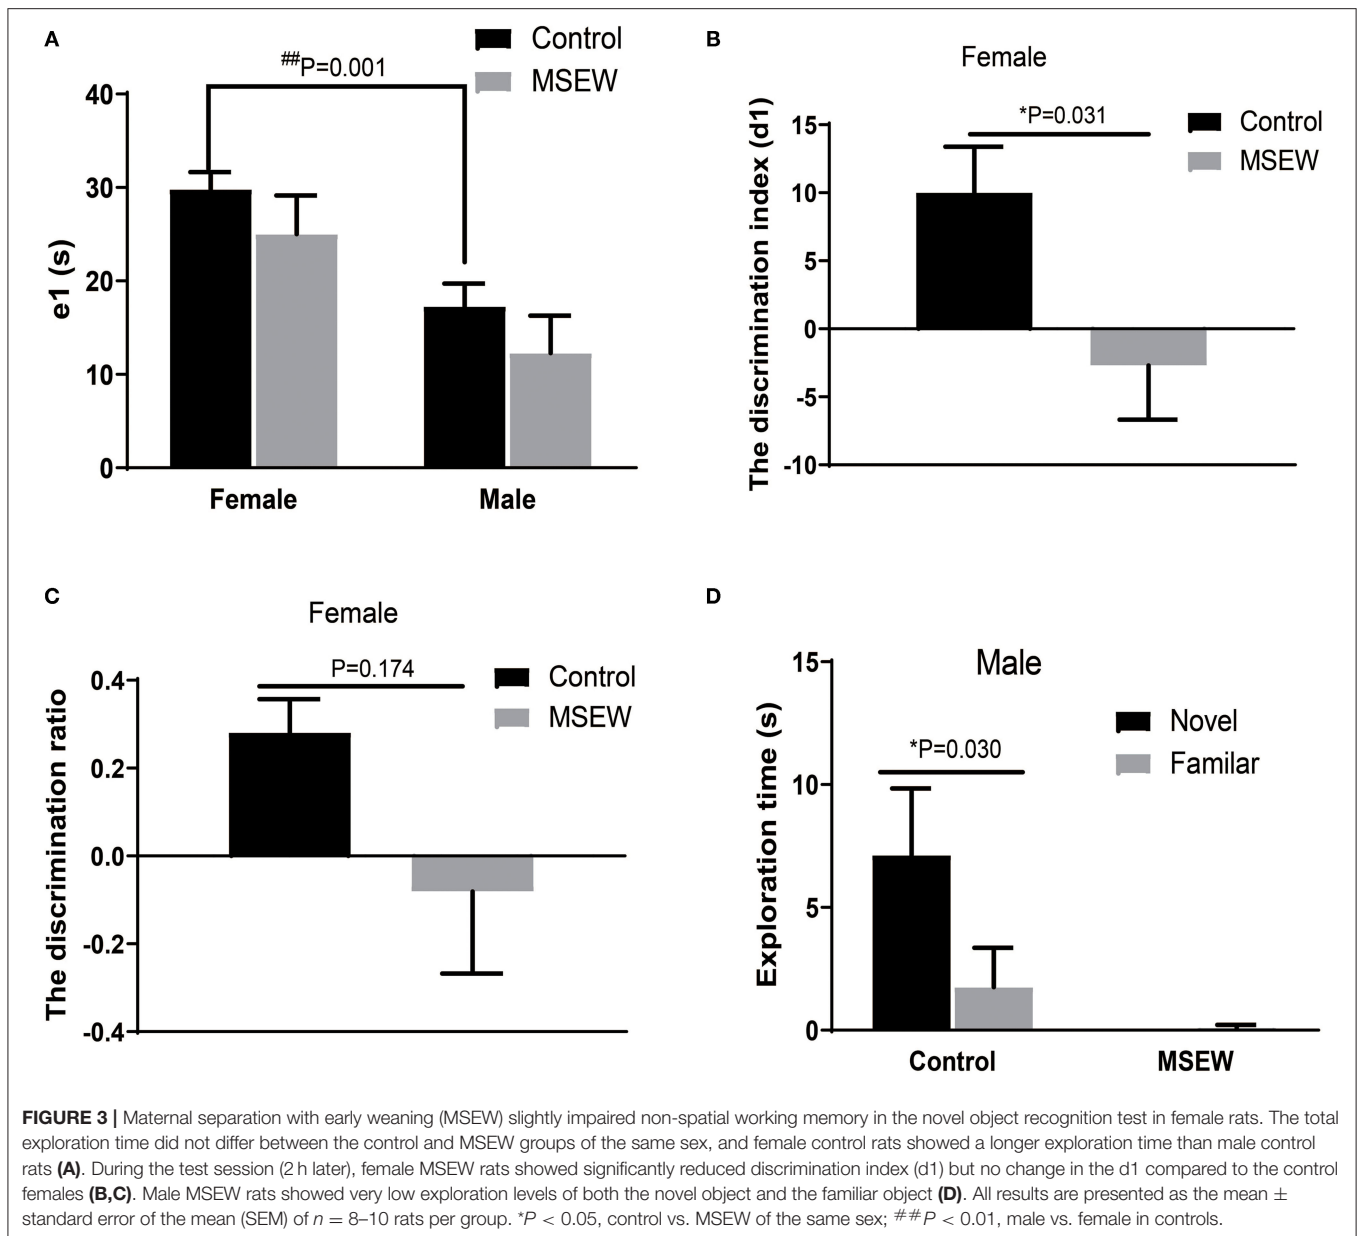 A
##P=0.001
Control
MSEW
e1 (s)
40
30
20
10
0
Female
Male
B
Female
*P=0.031
Control
MSEW
The discrimination index (d1)
15
10
5
0
-5
-10
C
Female
P=0.174
Control
MSEW
The discrimination ratio
0.4
0.2
0.0
-0.2
-0.4
D
Male
*P=0.030
Novel
Familar
Exploration time (s)
15
10
5
0
Control
MSEW
FIGURE 3 | Maternal separation with early weaning (MSEW) slightly impaired non-spatial working memory in the novel object recognition test in female rats. The total
exploration time did not differ between the control and MSEW groups of the same sex, and female control rats showed a longer exploration time than male control
rats (A). During the test session (2 h later), female MSEW rats showed significantly reduced discrimination index (d1) but no change in the d1 compared to the control
females (B,C). Male MSEW rats showed very low exploration levels of both the novel object and the familiar object (D). All results are presented as the mean ±
standard error of the mean (SEM) of n = 8–10 rats per group. *P < 0.05, control vs. MSEW of the same sex; ##P < 0.01, male vs. female in controls.